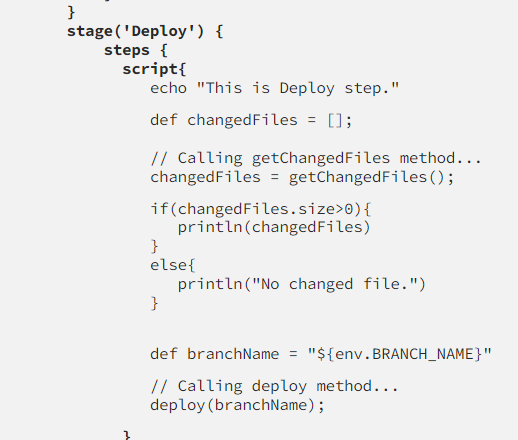 }
stage('Deploy') {
steps {
script{
echo "This is Deploy step."
def changedFiles = [];
// Calling getChangedFiles method...
changedFiles = getChangedFiles();
if(changedFiles.size>0){
println(changedFiles)
}
else{
println("No changed file.")
}
def branchName = "${env.BRANCH_NAME}"
// Calling deploy method...
deploy(branchName);
}